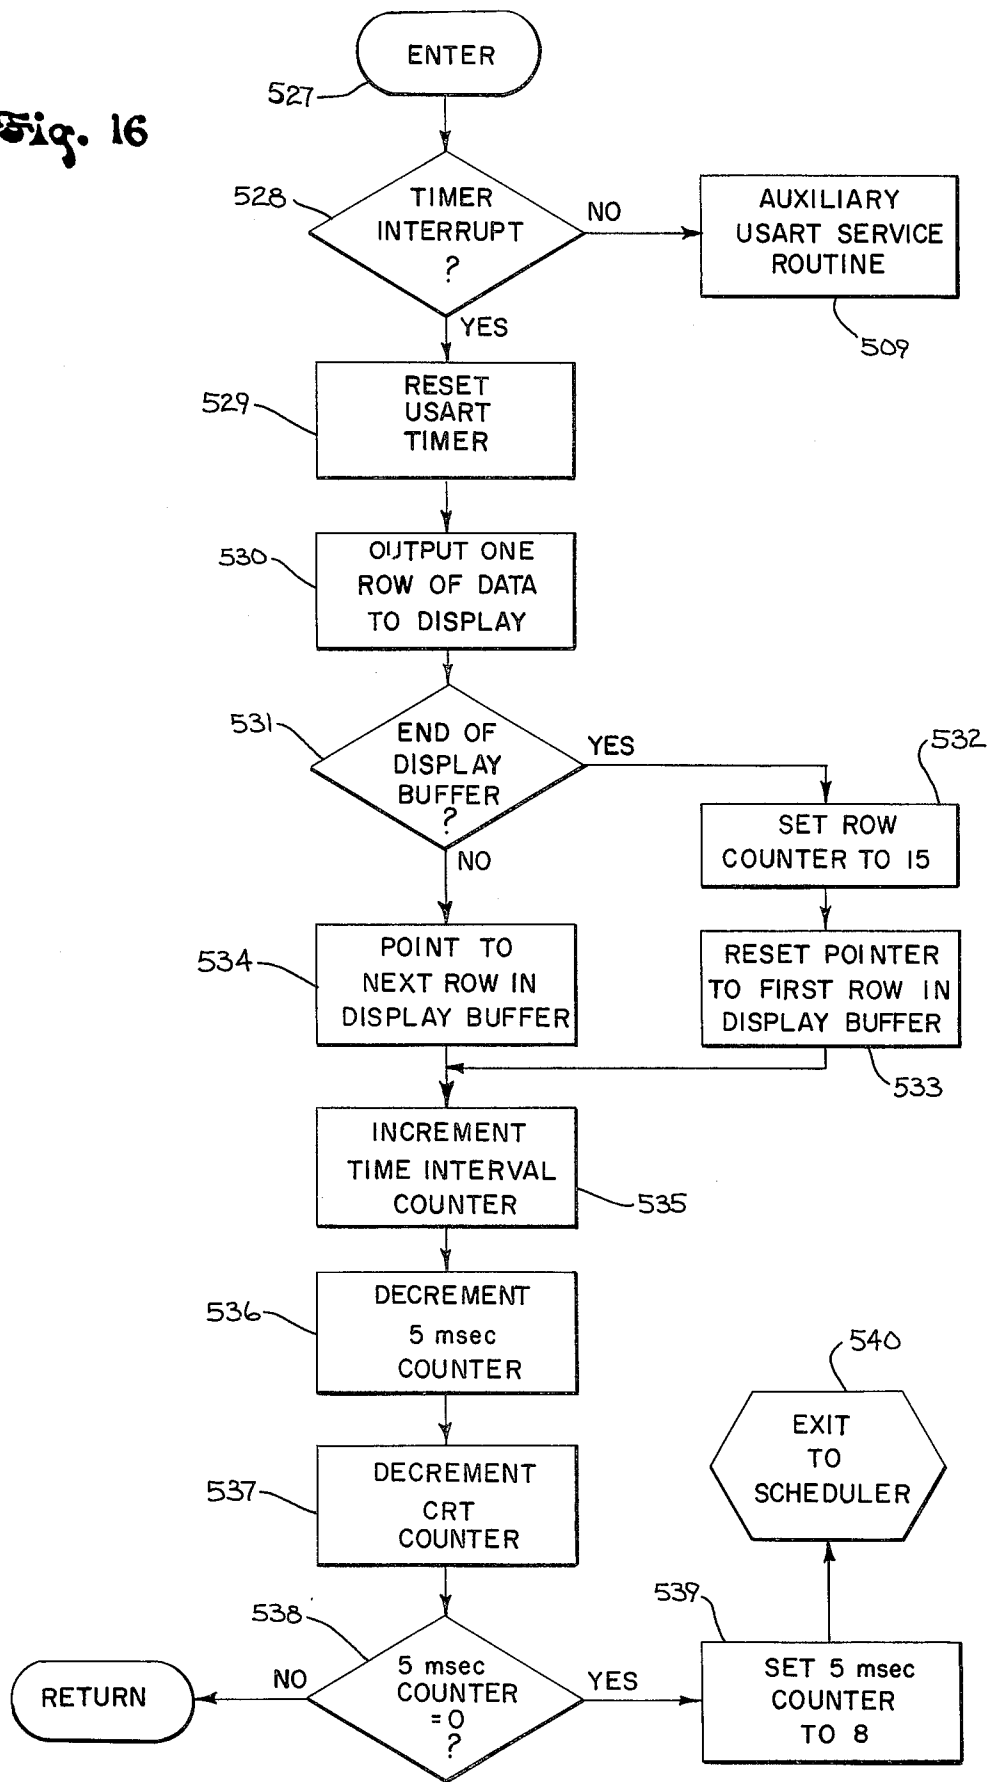 Fig. 16
ENTER
527
528
TIMER
INTERRUPT
?
NO
AUXILIARY
USART SERVICE
ROUTINE
509
YES
529
RESET
USART
TIMER
530
OUTPUT ONE
ROW OF DATA
TO DISPLAY
531
END OF
DISPLAY
BUFFER
?
YES
532
SET ROW
COUNTER TO 15
NO
534
POINT TO
NEXT ROW IN
DISPLAY BUFFER
RESET POINTER
TO FIRST ROW IN
DISPLAY BUFFER
533
INCREMENT
TIME INTERVAL
COUNTER
535
536
DECREMENT
5 msec
COUNTER
537
DECREMENT
CRT
COUNTER
538
5 msec
COUNTER
=0
?
NO
RETURN
YES
539
SET 5 msec
COUNTER
TO 8
540
EXIT
TO
SCHEDULER